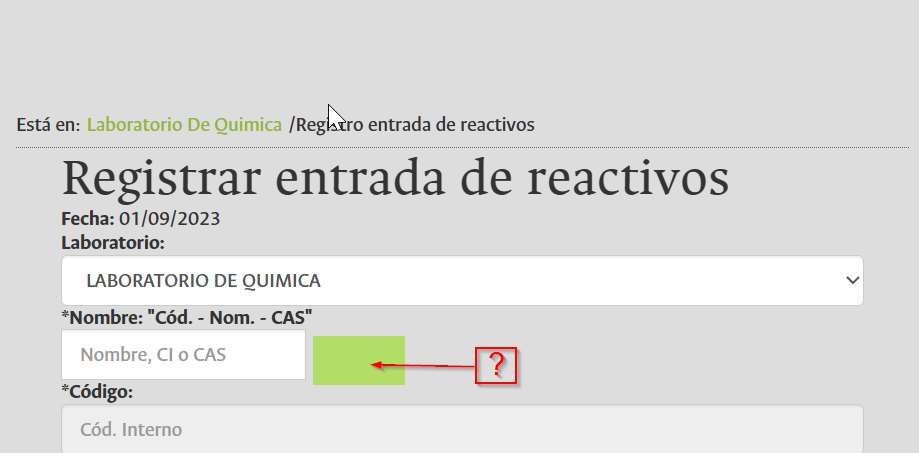 Está en: Laboratorio De Quimica /Registro entrada de reactivos
Registrar entrada de reactivos
Fecha: 01/09/2023
Laboratorio:
LABORATORIO DE QUIMICA
*Nombre: "Cód. - Nom. - CAS"
Nombre, CI o CAS
?
*Código:
Cód. Interno